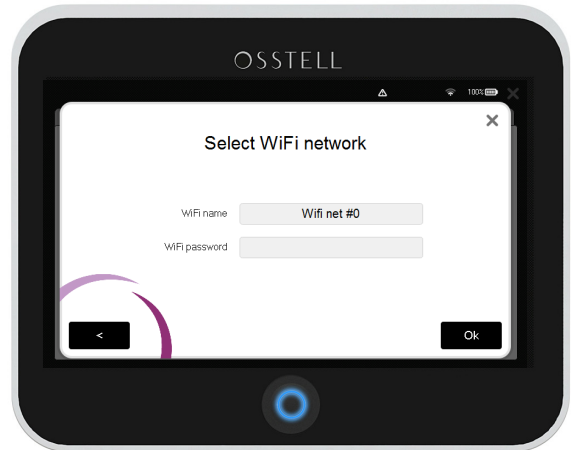 OSSTELL
100%
Select WiFi network
WiFi name
Wifi net #0
WiFi password
<
Ok